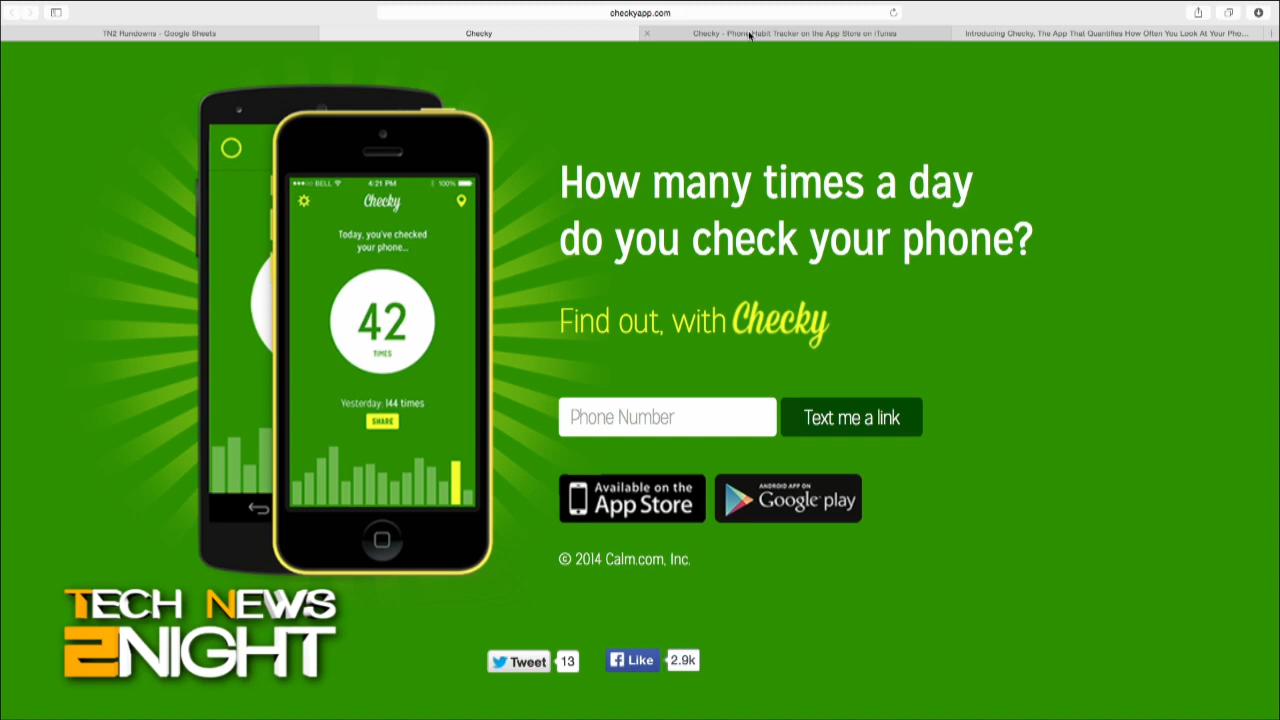 checkyapp.com
TN2 Rundowns - Google Sheets
Checky
Checky - Phone Habit Tracker on the App Store on iTunes
Introducing Checky, The App That Quantifies How Often You Look At Your Pho...
BELL
4:21 PM
100%
Checky
Today, you've checked
your phone...
42
TIMES
Yesterday: 144 times
SHARE
How many times a day
do you check your phone?
Find out, with Checky
Phone Number
Text me a link
Available on the
App Store
ANDROID APP ON
Google play
© 2014 Calm.com, Inc.
TECH NEWS
2NIGHT
Tweet 13
Like 2.9k